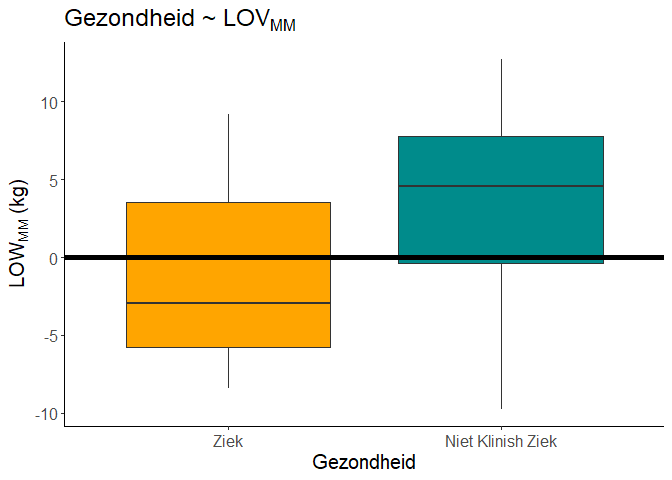 Gezondheid ~ LOVMM
LOWMM (kg)
10
5
0
-5
-10
Ziek
Niet Klinish Ziek
Gezondheid